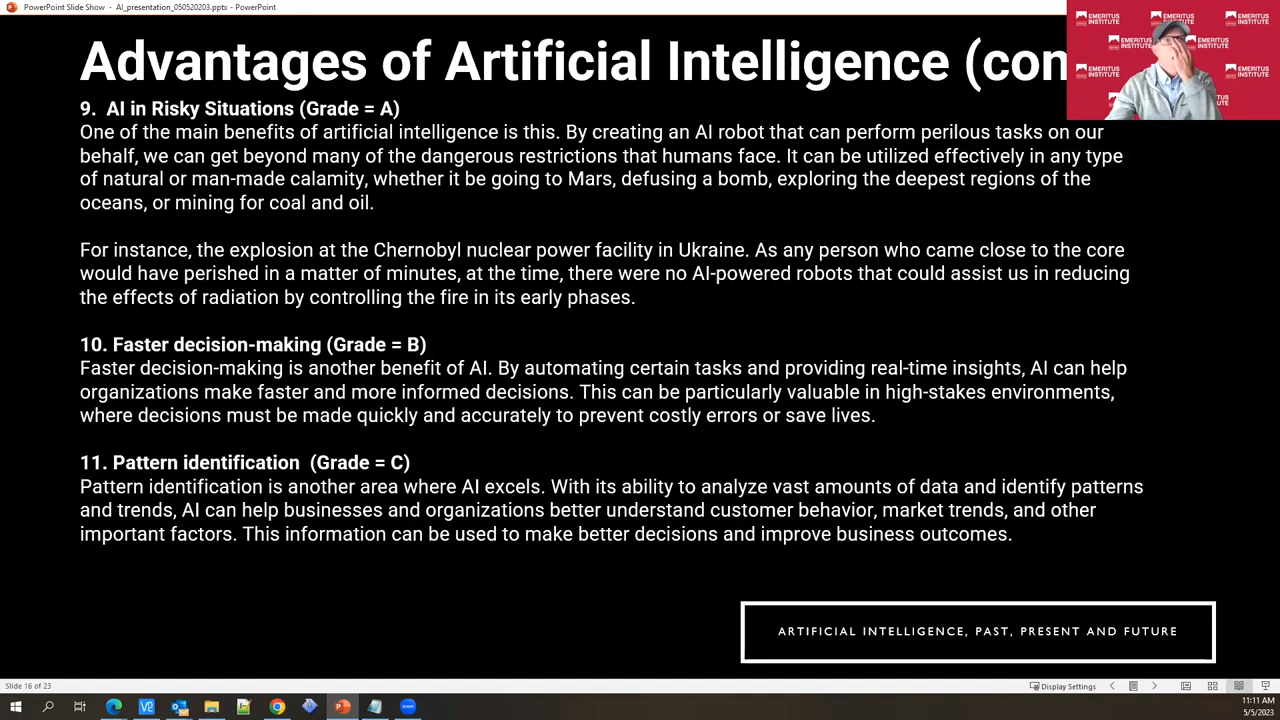 PowerPoint Slide Show - AI_presentation_050520203.pptx - PowerPoint
EMERITUS INSTITUTE
EMERITUS INSTITUTE
EMERITUS INSTITUTE
EMERITUS INSTITUTE
EMERITUS INSTITUTE
EMERITUS INSTITUTE
EMERITUS INSTITUTE
Advantages of Artificial Intelligence (con
9. AI in Risky Situations (Grade = A)
One of the main benefits of artificial intelligence is this. By creating an AI robot that can perform perilous tasks on our
behalf, we can get beyond many of the dangerous restrictions that humans face. It can be utilized effectively in any type
of natural or man-made calamity, whether it be going to Mars, defusing a bomb, exploring the deepest regions of the
oceans, or mining for coal and oil.
For instance, the explosion at the Chernobyl nuclear power facility in Ukraine. As any person who came close to the core
would have perished in a matter of minutes, at the time, there were no AI-powered robots that could assist us in reducing
the effects of radiation by controlling the fire in its early phases.
10. Faster decision-making (Grade = B)
Faster decision-making is another benefit of AI. By automating certain tasks and providing real-time insights, AI can help
organizations make faster and more informed decisions. This can be particularly valuable in high-stakes environments,
where decisions must be made quickly and accurately to prevent costly errors or save lives.
11. Pattern identification (Grade = C)
Pattern identification is another area where AI excels. With its ability to analyze vast amounts of data and identify patterns
and trends, AI can help businesses and organizations better understand customer behavior, market trends, and other
important factors. This information can be used to make better decisions and improve business outcomes.
ARTIFICIAL INTELLIGENCE, PAST, PRESENT AND FUTURE
Slide 16 of 23
Display Settings
zoom
11:11 AM
5/5/2023